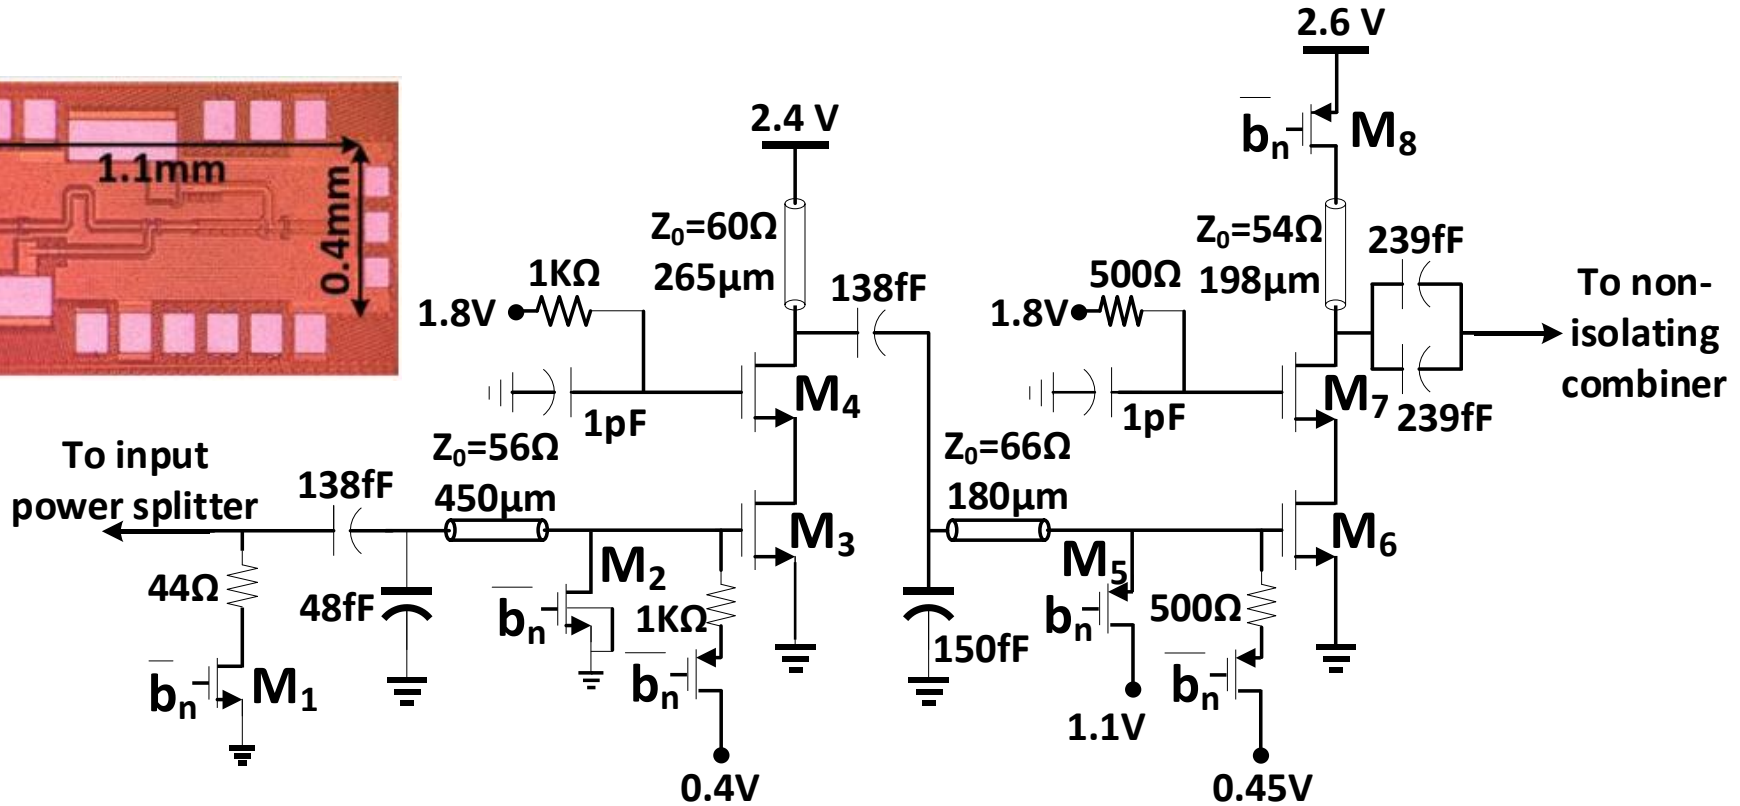 2.6 V
b̅n
M8
2.4 V
1.1mm
0.4mm
Z0=60Ω
265μm
Z0=54Ω
198μm
239fF
239fF
To non-
isolating
combiner
1KΩ
1.8V
138fF
500Ω
1.8V
M4
1pF
M7
1pF
To input
power splitter
138fF
Z0=56Ω
450μm
Z0=66Ω
180μm
M3
M6
44Ω
48fF
M2
b̅n
1KΩ
b̅n
M5
bn
500Ω
b̅n
b̅n
M1
150fF
1.1V
0.4V
0.45V